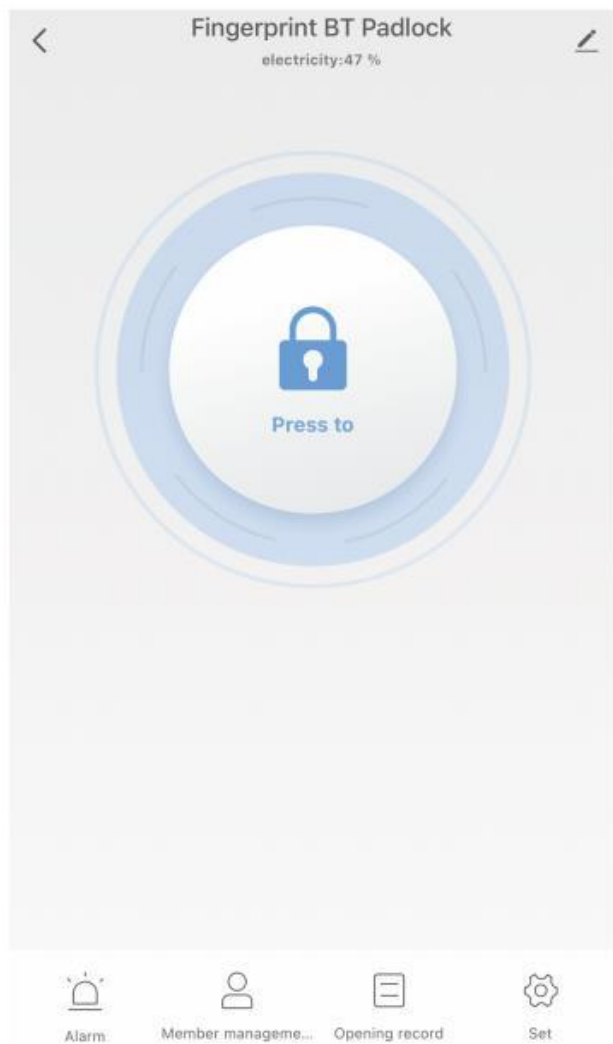 Fingerprint BT Padlock
electricity:47 %
Press to
Alarm
Member manageme...
Opening record
Set